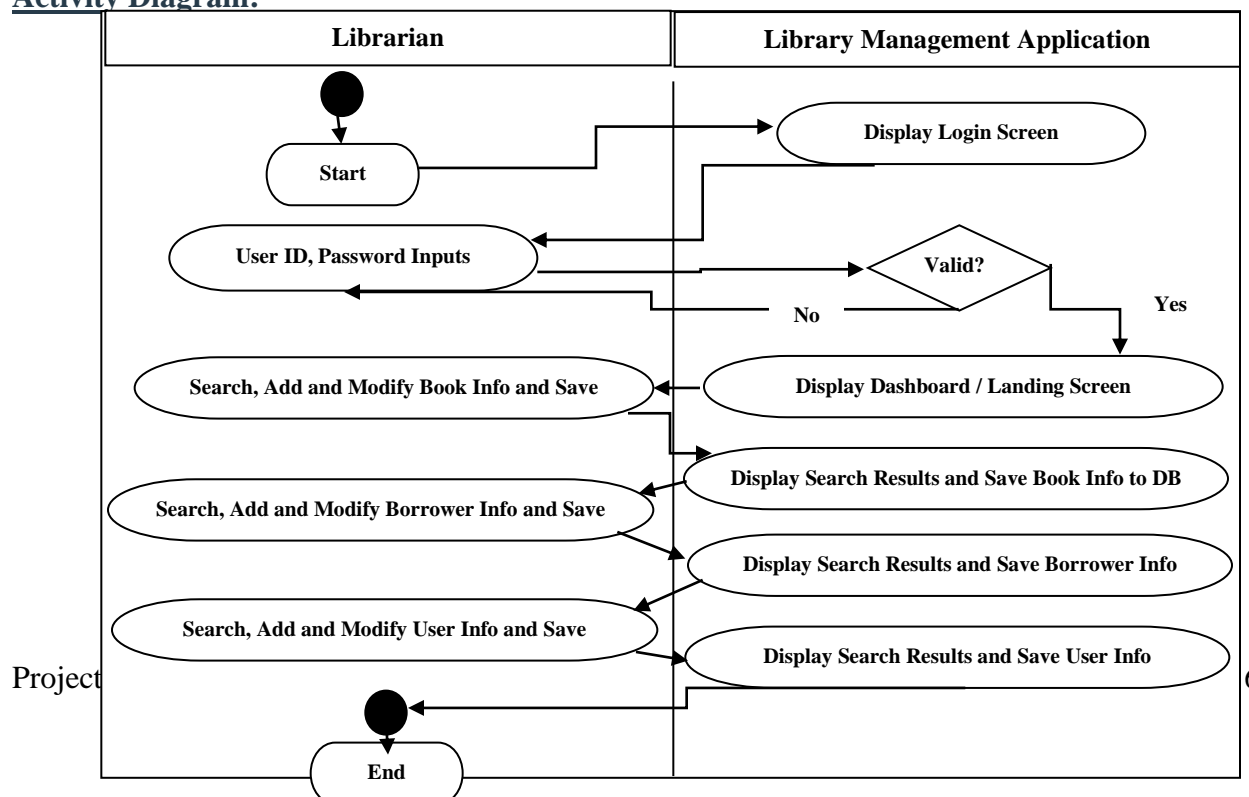 Activity Diagram:
Librarian
Library Management Application
Display Login Screen
Start
User ID, Password Inputs
Valid?
No
Yes
Search, Add and Modify Book Info and Save
Display Dashboard / Landing Screen
Display Search Results and Save Book Info to DB
Search, Add and Modify Borrower Info and Save
Display Search Results and Save Borrower Info
Search, Add and Modify User Info and Save
Display Search Results and Save User Info
Project
End